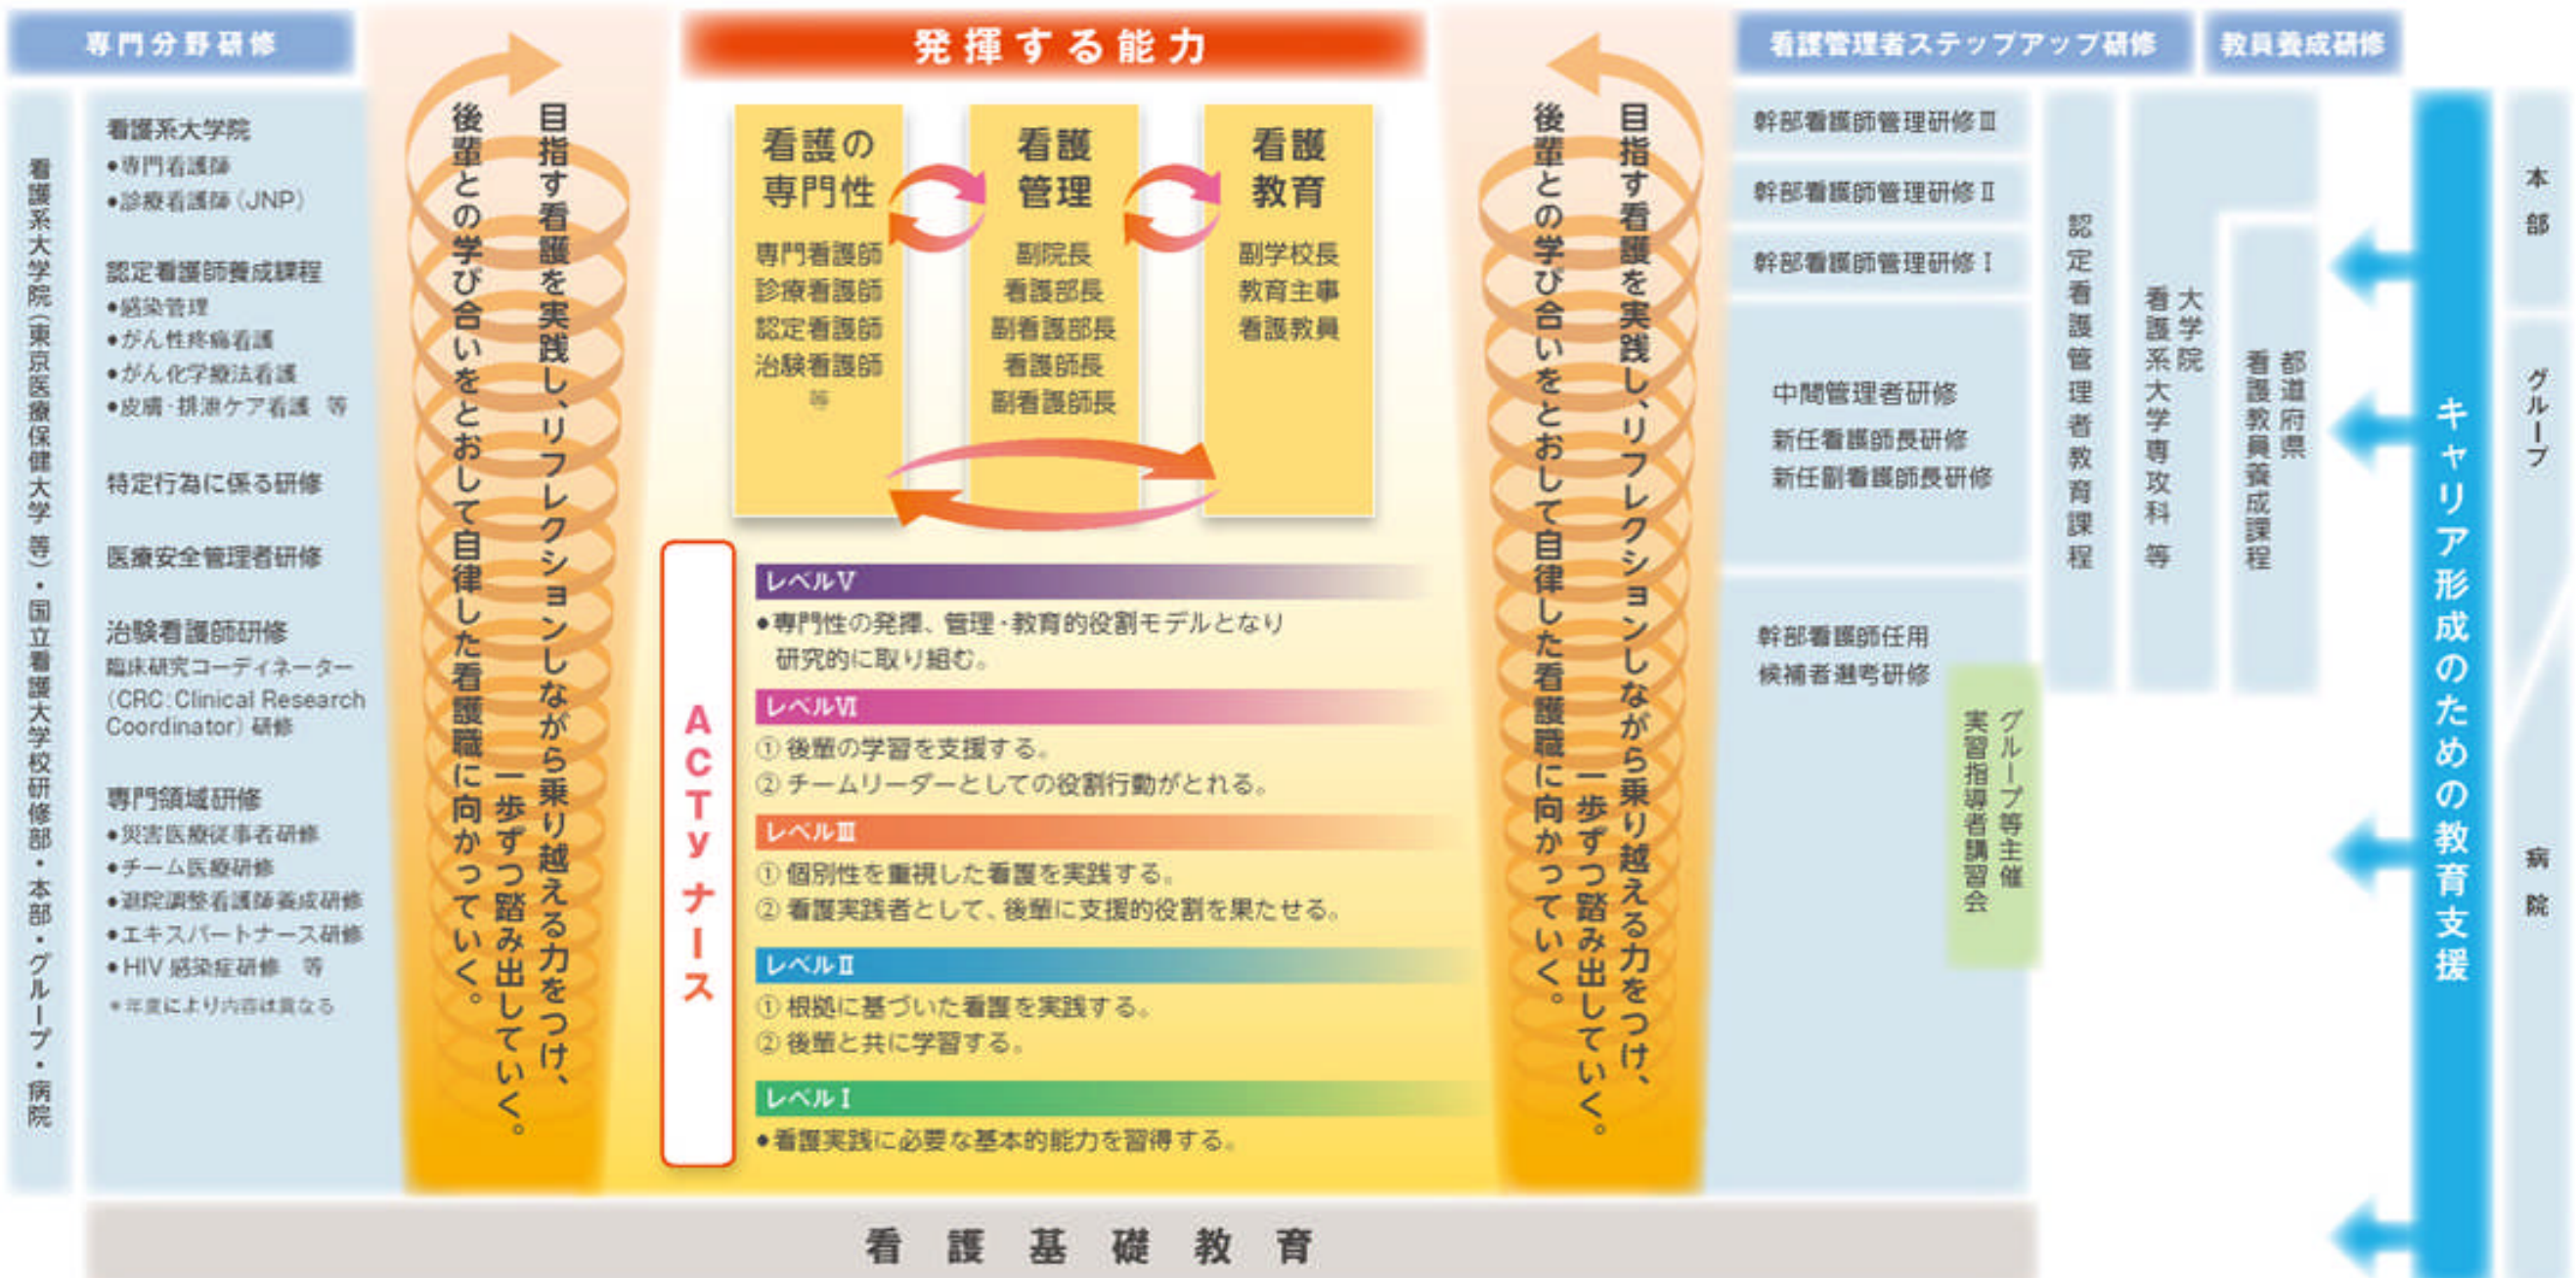 専門分野研修
看護系大学院(東京医療保健大学 等)・国立看護大学校研修部・本部・グループ・病院
看護系大学院
●専門看護師
●診療看護師(JNP)
認定看護師養成課程
●感染管理
●がん性疼痛看護
●がん化学療法看護
●皮膚・排泄ケア看護 等
特定行為に係る研修
医療安全管理者研修
治験看護師研修
臨床研究コーディネーター
(CRC:Clinical Research
Coordinator)研修
専門領域研修
●災害医療従事者研修
●チーム医療研修
●退院調整看護師養成研修
●エキスパートナース研修
●HIV 感染症研修 等
*年度により内容は異なる
目指す看護を実践し、リフレクションしながら乗り越える力をつけ、
一歩ずつ踏み出していく。
後輩との学び合いをとおして自律した看護職に向かっていく。
発揮する能力
看護の
専門性
専門看護師
診療看護師
認定看護師
治験看護師
等
看護
管理
副院長
看護部長
副看護部長
看護師長
副看護師長
看護
教育
副学校長
教育主事
看護教員
ACTyナース
レベルⅤ
●専門性の発揮、管理・教育的役割モデルとなり
研究的に取り組む。
レベルⅥ
① 後輩の学習を支援する。
② チームリーダーとしての役割行動がとれる。
レベルⅢ
① 個別性を重視した看護を実践する。
② 看護実践者として、後輩に支援的役割を果たせる。
レベルⅡ
① 根拠に基づいた看護を実践する。
② 後輩と共に学習する。
レベルⅠ
●看護実践に必要な基本的能力を習得する。
目指す看護を実践し、リフレクションしながら乗り越える力をつけ、
一歩ずつ踏み出していく。
後輩との学び合いをとおして自律した看護職に向かっていく。
看護管理者ステップアップ研修
幹部看護師管理研修Ⅲ
幹部看護師管理研修Ⅱ
幹部看護師管理研修Ⅰ
中間管理者研修
新任看護師長研修
新任副看護師長研修
幹部看護師任用
候補者選考研修
グループ等主催
実習指導者講習会
認定看護管理者教育課程
教員養成研修
大学院
看護系大学専攻科 等
都道府県
看護教員養成課程
キャリア形成のための教育支援
本部
グループ
病院
看護基礎教育